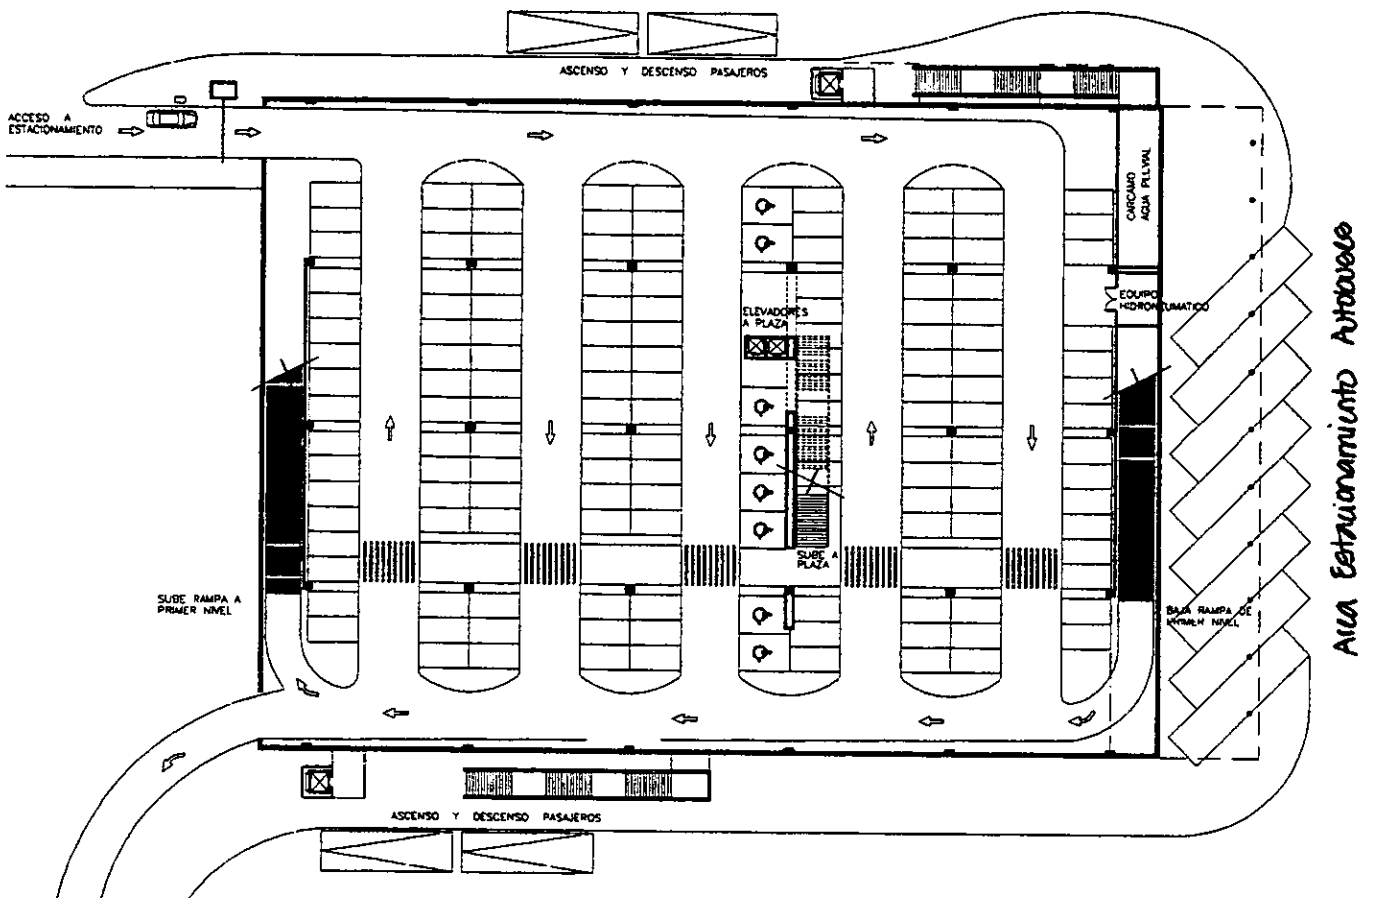 ASCENSO Y DESCENSO PASAJEROS
ACCESO A
ESTACIONAMIENTO
CARCAMO
AGUA PLUVIAL
EQUIPO
HIDRONEUMATICO
ELEVADORES
A PLAZA
SUBE A
PLAZA
SUBE RAMPA A
PRIMER NIVEL
BAJA RAMPA DE
PRIMER NIVEL
ASCENSO Y DESCENSO PASAJEROS
Area Estacionamiento Autobuses